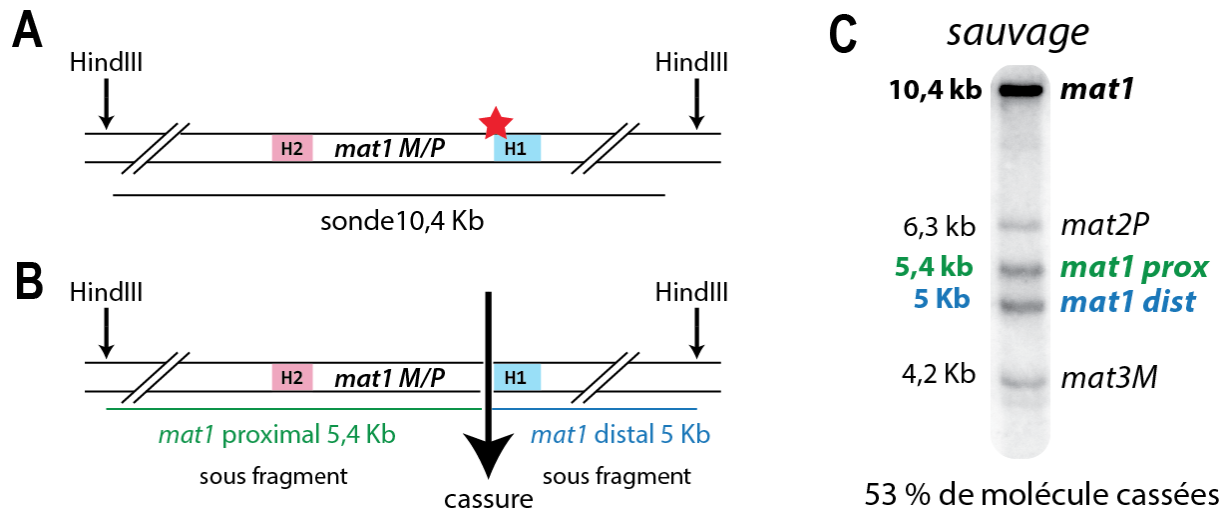 A
HindIII
HindIII
H2 mat1 M/P H1
sonde10,4 Kb
B
HindIII
HindIII
H2 mat1 M/P H1
mat1 proximal 5,4 Kb
mat1 distal 5 Kb
sous fragment
sous fragment
cassure
C
sauvage
10,4 kb mat1
6,3 kb mat2P
5,4 kb mat1 prox
5 Kb mat1 dist
4,2 Kb mat3M
53 % de molécule cassées